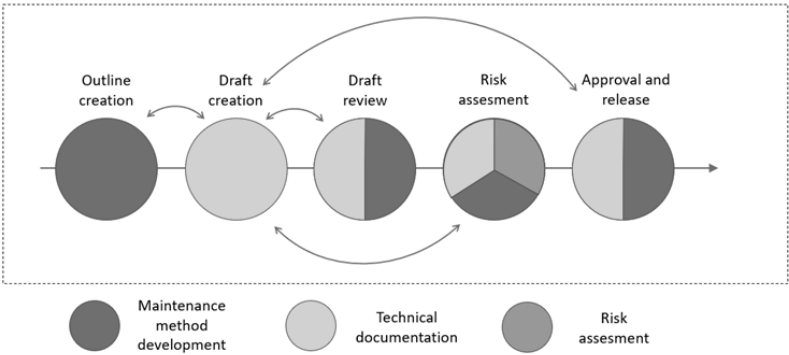 Outline
creation
Draft
creation
Draft
review
Risk
assesment
Approval and
release
Maintenance
method
development
Technical
documentation
Risk
assesment